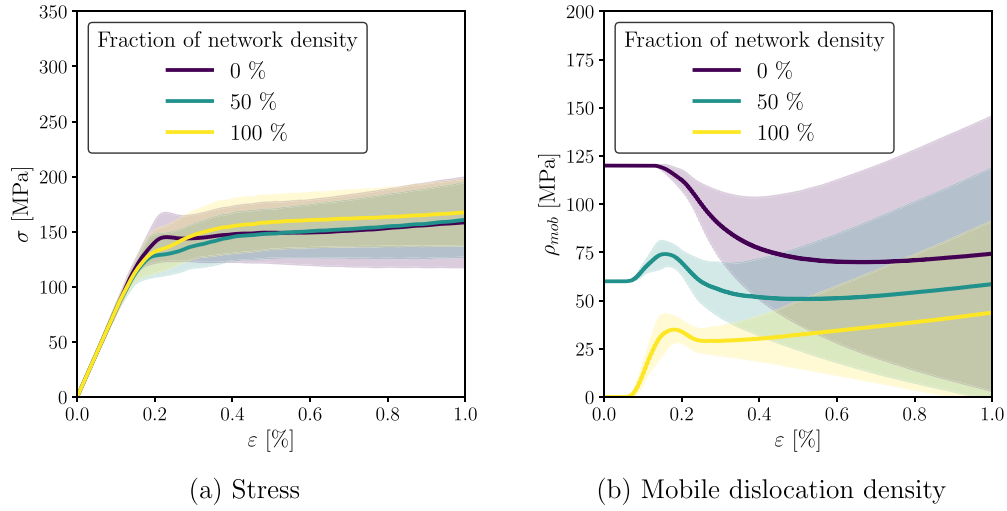 350
300
250
200
150
100
50
0
σ [MPa]
Fraction of network density
0 %
50 %
100 %
0.0 0.2 0.4 0.6 0.8 1.0
ε [%]
(a) Stress
200
175
150
125
100
75
50
25
0
ρmob [MPa]
Fraction of network density
0 %
50 %
100 %
0.0 0.2 0.4 0.6 0.8 1.0
ε [%]
(b) Mobile dislocation density